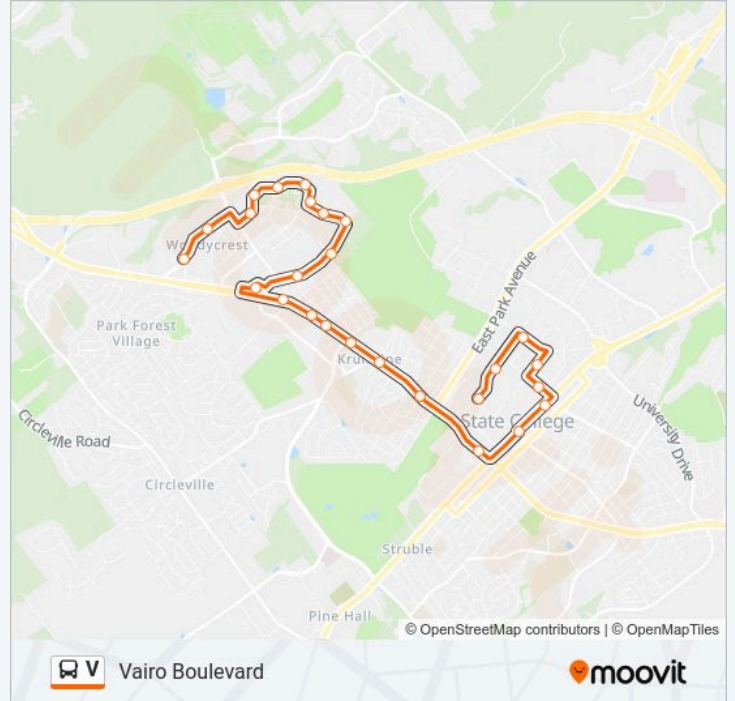 Woodycrest
East Park Avenue
Park Forest
Village
Krumrine
State College
University Drive
Circleville Road
Circleville
Struble
Pine Hall
© OpenStreetMap contributors | © OpenMapTiles
V Vairo Boulevard
moovit